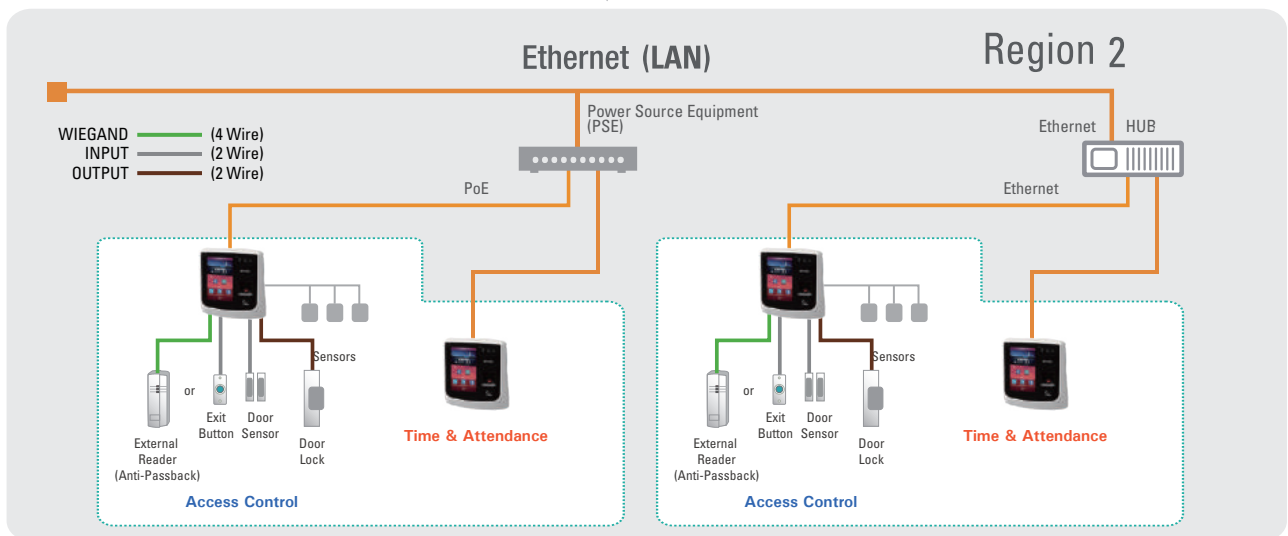 Ethernet (LAN)
Region 2
Power Source Equipment
(PSE)
Ethernet
HUB
WIEGAND (4 Wire)
INPUT (2 Wire)
OUTPUT (2 Wire)
PoE
Ethernet
Sensors
or
Exit
Button
Door
Sensor
External
Reader
(Anti-Passback)
Door
Lock
Time & Attendance
Access Control
Sensors
or
Exit
Button
Door
Sensor
External
Reader
(Anti-Passback)
Door
Lock
Time & Attendance
Access Control